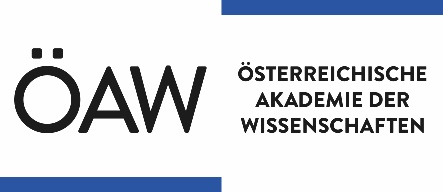 ÖAW
ÖSTERREICHISCHE
AKADEMIE DER
WISSENSCHAFTEN